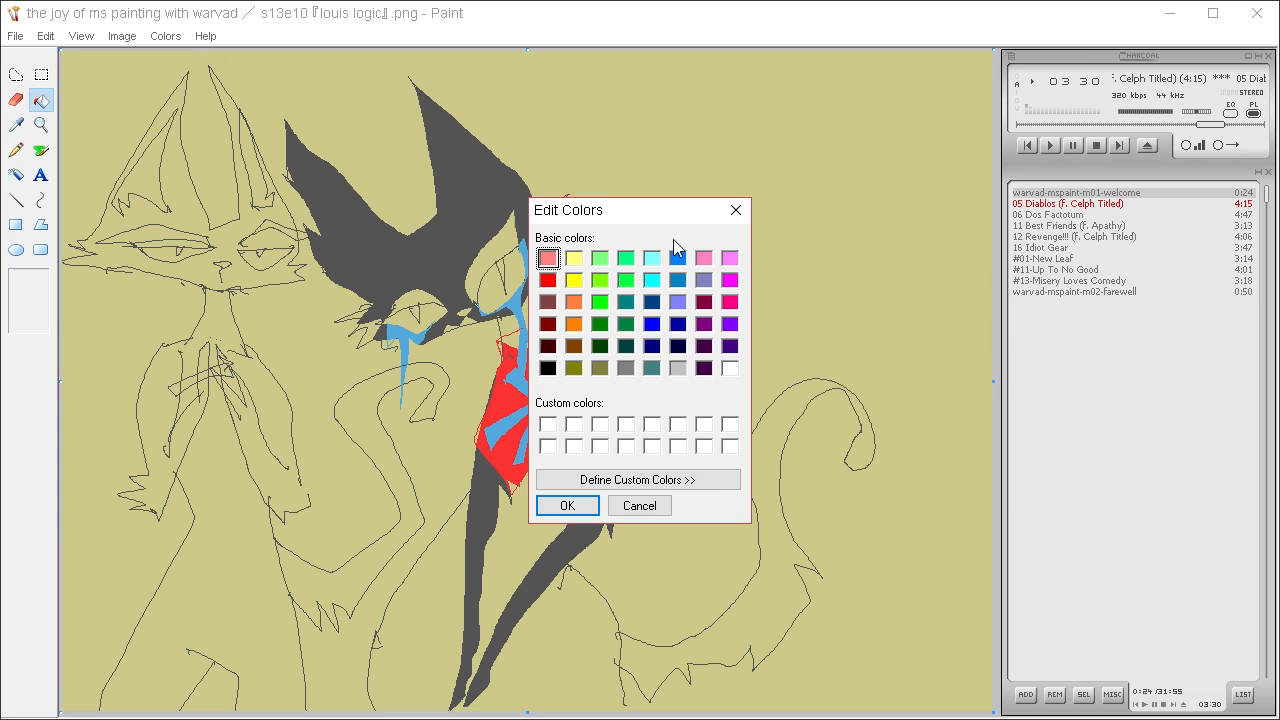 the joy of ms painting with warvad ／ s13e10『louis logic』.png - Paint
File Edit View Image Colors Help
Edit Colors
Basic colors:
Custom colors:
Define Custom Colors >>
OK Cancel
CHARCOAL
03 30
. Celph Titled) (4:15) *** 05 Diab
320 kbps 44 kHz
STEREO
EQ PL
warvad-mspaint-m01-welcome 0:24
05 Diablos (f. Celph Titled) 4:15
06 Dos Factotum 4:47
11 Best Friends (f. Apathy) 3:13
12 Revenge!!! (f. Celph Titled) 4:06
16 Idiot Gear 3:47
#01-New Leaf 3:14
#11-Up To No Good 4:01
#13-Misery Loves Comedy 3:18
warvad-mspaint-m02-farewell 0:50
ADD REM SEL MISC 0:24/31:55 LIST
03:30